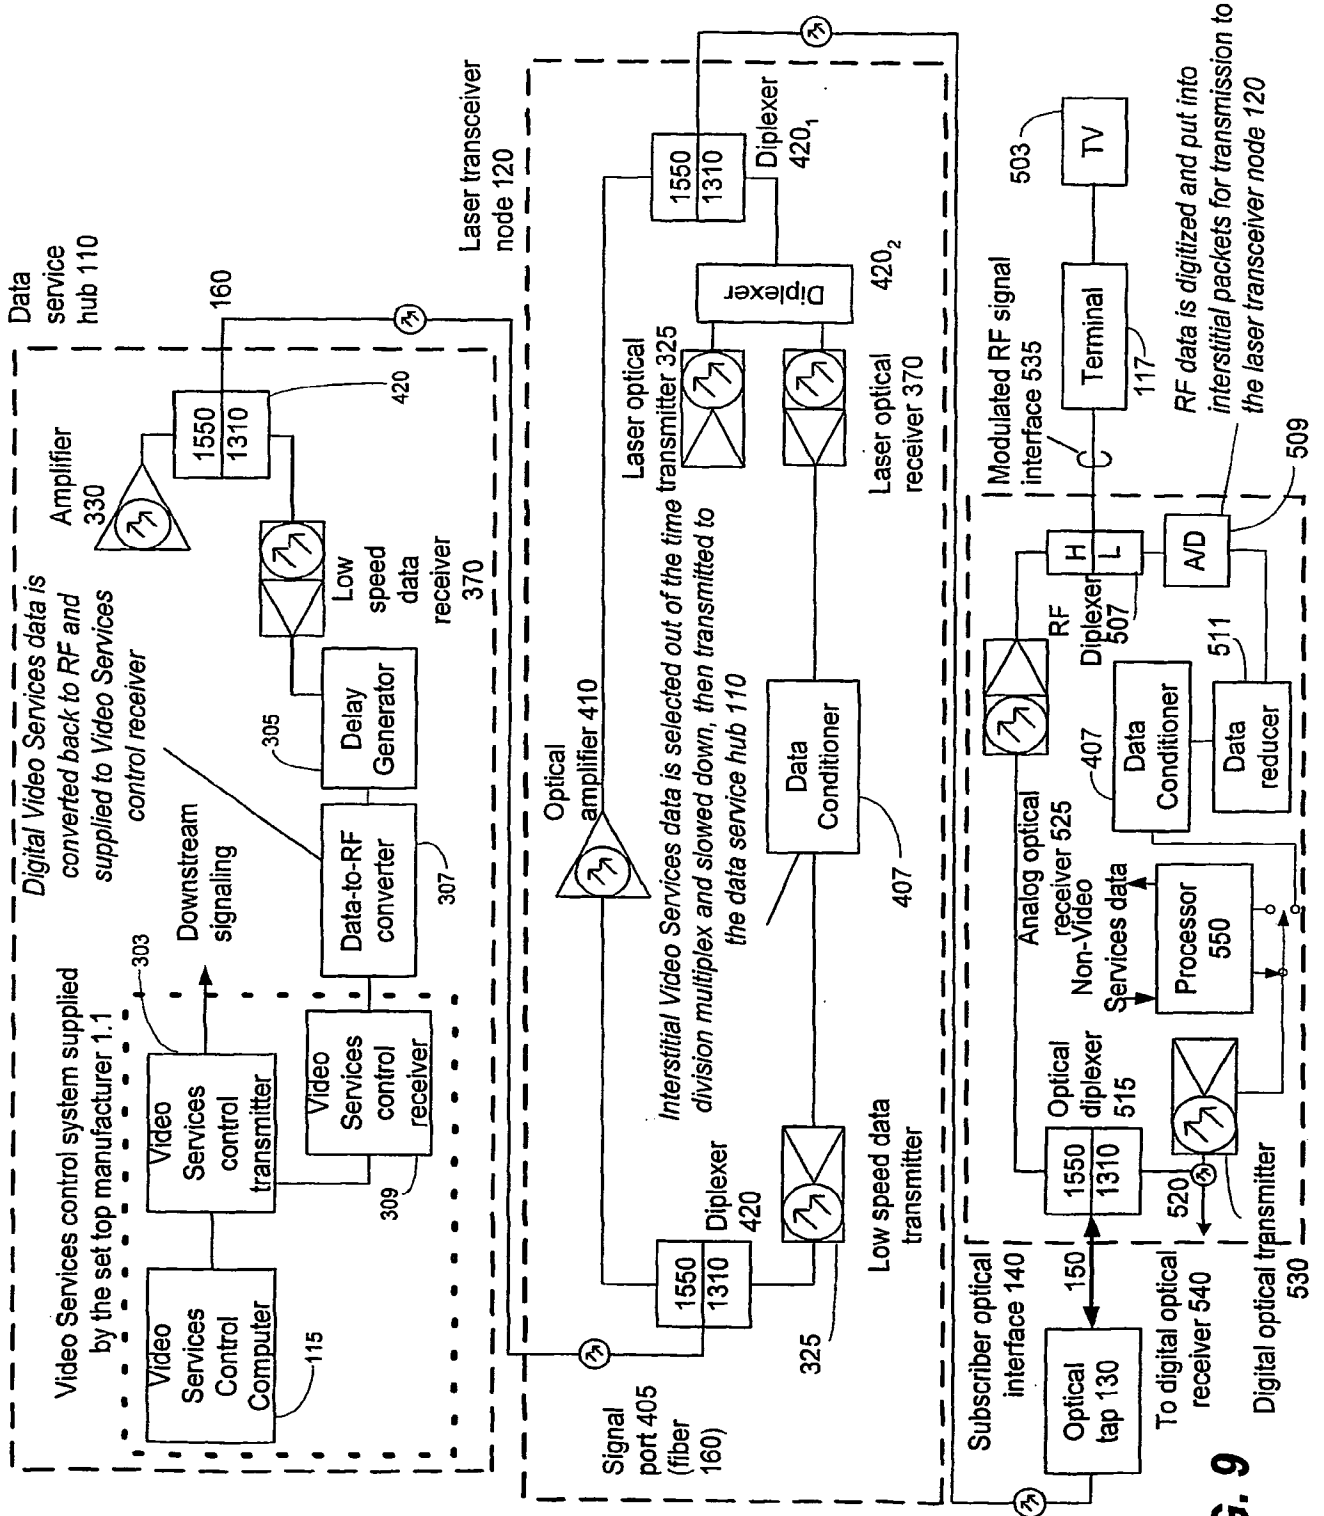 Data
service
hub 110
Digital Video Services data is
converted back to RF and
supplied to Video Services
control receiver
Amplifier
330
1550
1310
160
420
Low
speed
data
receiver
370
305
Delay
Generator
Data-to-RF
converter
307
Downstream
signaling
303
Video Services control system supplied
by the set top manufacturer 1.1
Video
Services
control
transmitter
Video
Services
control
receiver
309
Video
Services
Control
Computer
115
Laser transceiver
node 120
1550
1310
Diplexer
420₁
Diplexer
420₂
Laser optical
transmitter 325
Laser optical
receiver 370
Optical
amplifier 410
Interstitial Video Services data is selected out of the time
division multiplex and slowed down, then transmitted to
the data service hub 110
Data
Conditioner
407
Diplexer
420
1550
1310
Low speed data
transmitter
325
Signal
port 405
(fiber
160)
503
TV
Terminal
117
Modulated RF signal
interface 535
RF data is digitized and put into
interstitial packets for transmission to
the laser transceiver node 120
H
L
RF
Diplexer
507
A/D
509
511
Data
reducer
407
Data
Conditioner
Analog optical
receiver 525
Non-Video
Services data
Processor
550
Optical
diplexer
515
1550
1310
520
Subscriber optical
interface 140
150
Optical
tap 130
To digital optical
receiver 540
Digital optical transmitter
530
G. 9